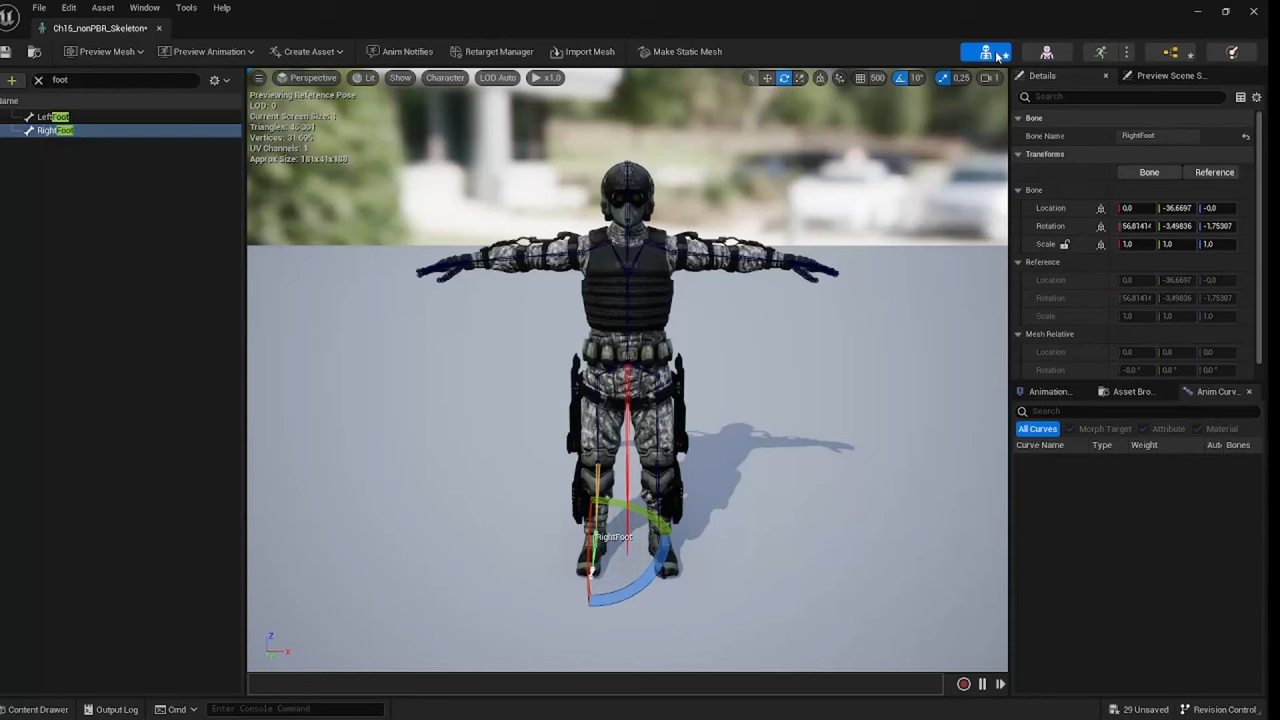 File Edit Asset Window Tools Help
Ch15_nonPBR_Skeleton*
Preview Mesh Preview Animation Create Asset Anim Notifies Retarget Manager Import Mesh Make Static Mesh
foot
Perspective Lit Show Character LOD Auto x1,0 500 10° 0,25 1
Details Preview Scene S...
Name
Previewing Reference Pose
LOD: 0
Current Screen Size: 1
Triangles: 45 301
Vertices: 31 695
UV Channels: 1
Approx Size: 181x41x188
LeftFoot
RightFoot
Search
Bone
Bone Name RightFoot
Transforms
Bone Reference
Bone
Location 0,0 -36.6697 -0,0
Rotation 56,81414 -3,49836 -1,75307
Scale 1,0 1,0 1,0
Reference
Location 0,0 -36.6697 -0,0
Rotation 56,81414 -3,49836 -1,75307
Scale 1,0 1,0 1,0
Mesh Relative
Location 0,0 0,0 0,0
Rotation -0.0 ° 0.0 ° 0.0 °
Animation... Asset Bro... Anim Curv...
Search
All Curves Morph Target Attribute Material
Curve Name Type Weight Aut Bones
RightFoot
Z
X
Content Drawer Output Log Cmd Enter Console Command 29 Unsaved Revision Control